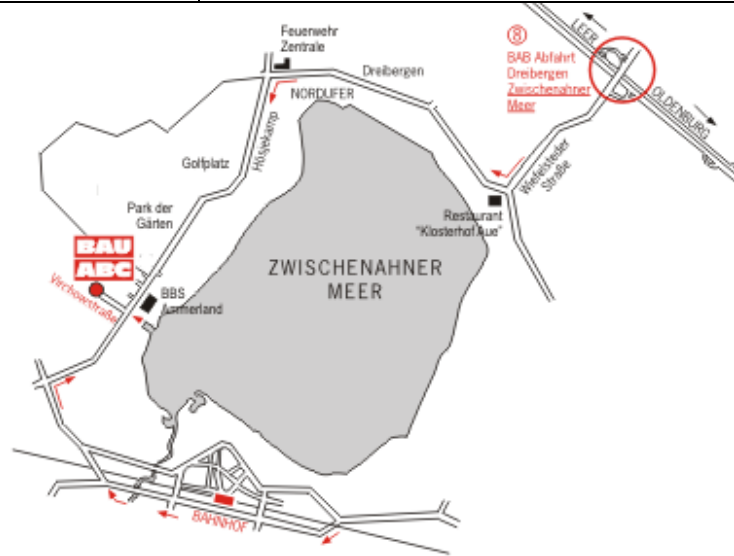 Feuerwehr
Zentrale
Dreibergen
NORDUFER
Hösjekamp
Golfplatz
Park der
Gärten
BAU
ABC
Virchowstraße
BBS
Ammerland
ZWISCHENAHNER
MEER
8
BAB Abfahrt
Dreibergen
Zwischenahner
Meer
LEER
OLDENBURG
Wiefelsteder
Straße
Restaurant
"Klosterhof Aue"
BAHNHOF